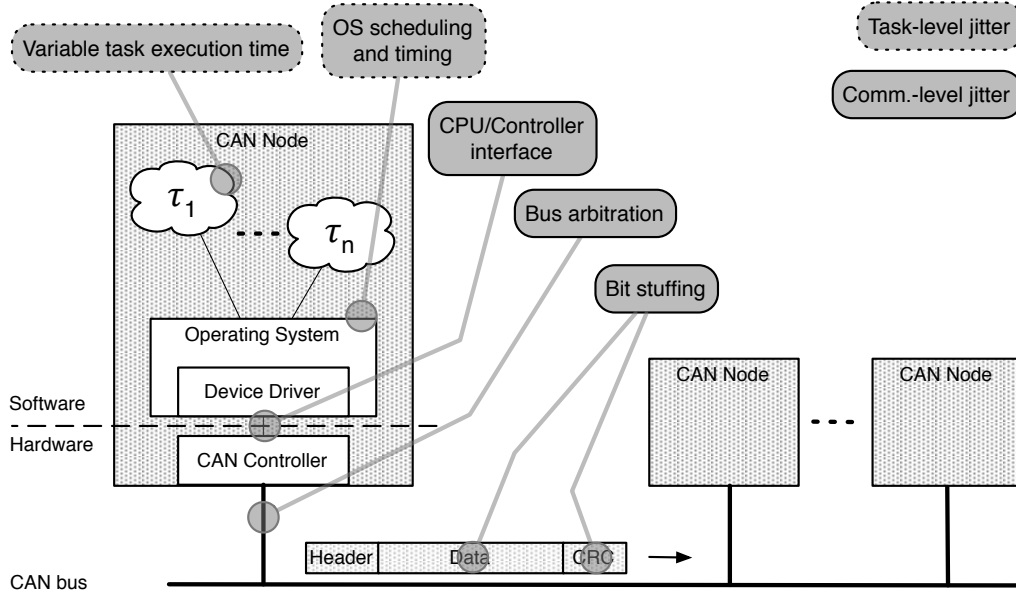 Variable task execution time
OS scheduling
and timing
Task-level jitter
Comm.-level jitter
CPU/Controller
interface
CAN Node
τ1
τn
Bus arbitration
Bit stuffing
Operating System
Device Driver
Software
Hardware
CAN Controller
CAN Node
CAN Node
Header
Data
CRC
CAN bus